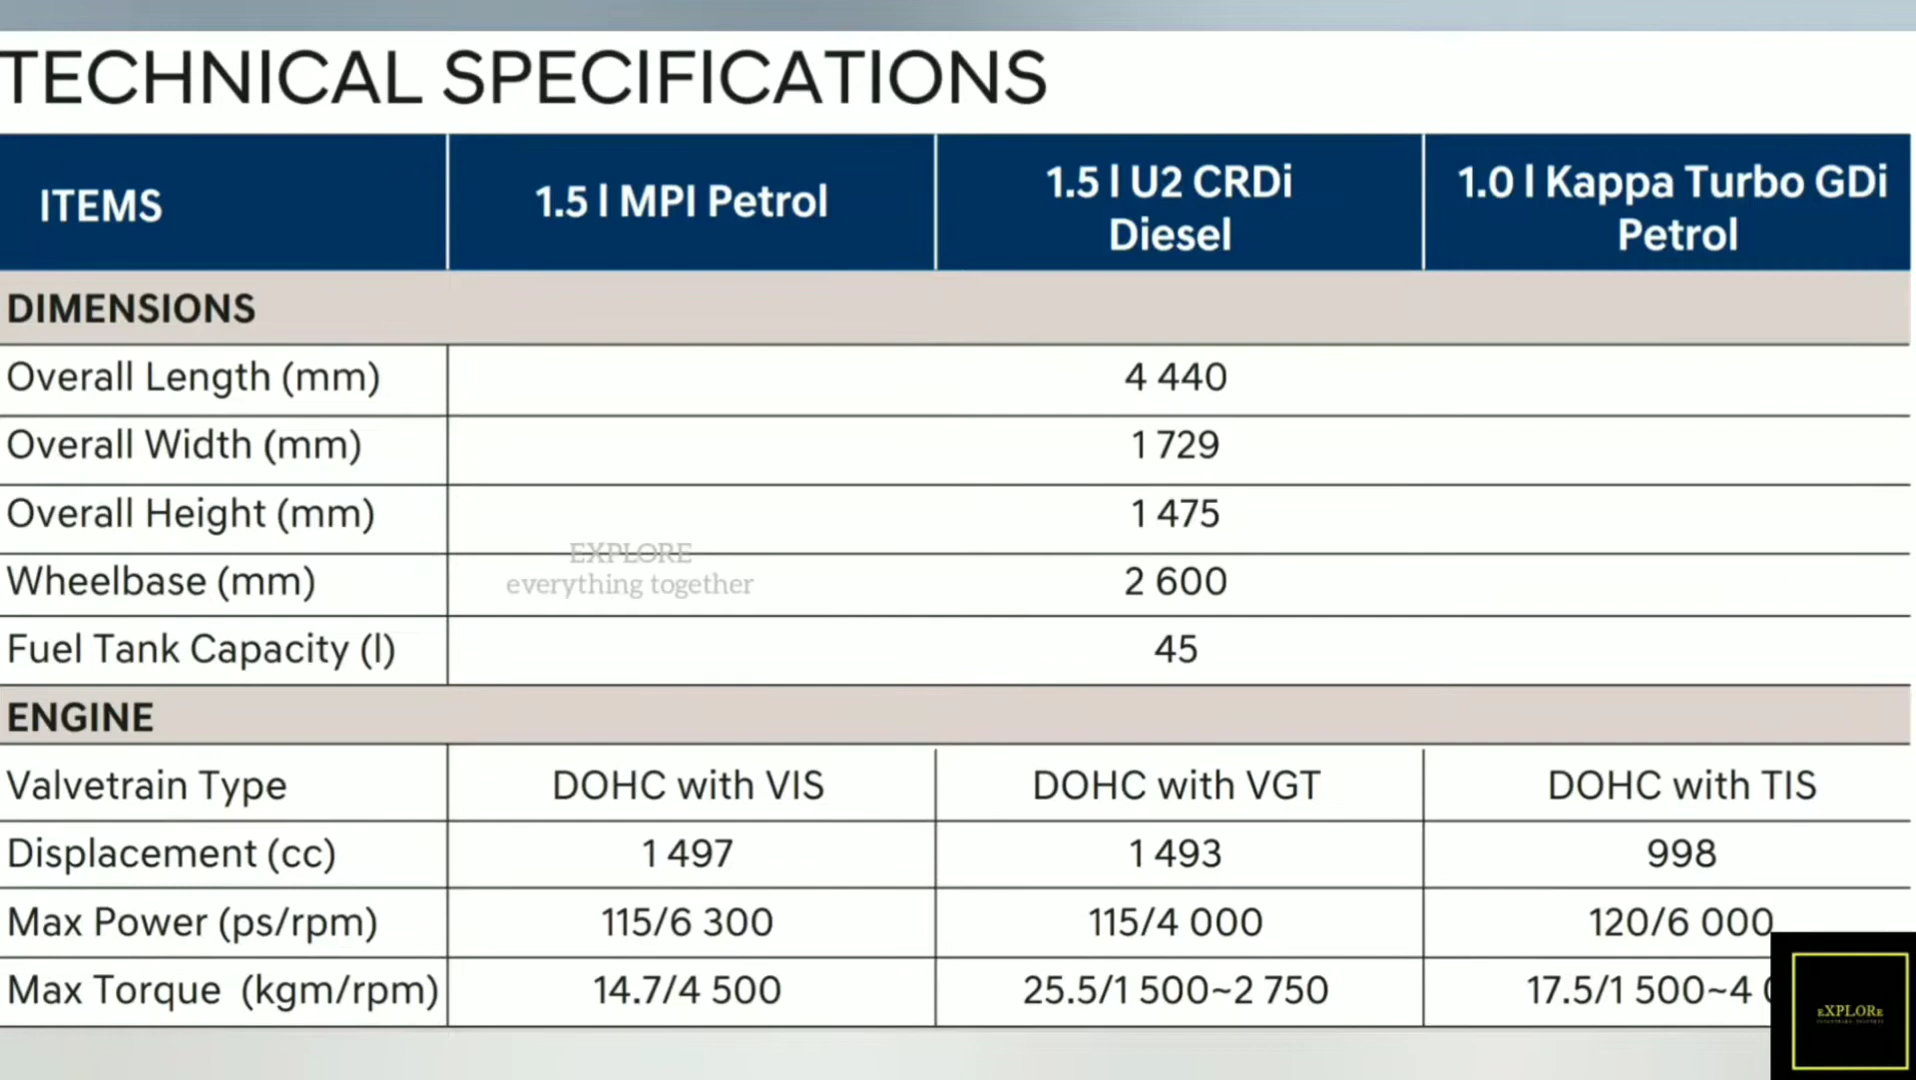 TECHNICAL SPECIFICATIONS
ITEMS
1.5 l MPI Petrol
1.5 l U2 CRDi
Diesel
1.0 l Kappa Turbo GDi
Petrol
DIMENSIONS
Overall Length (mm) 4 440
Overall Width (mm) 1 729
Overall Height (mm) 1 475
EXPLORE
everything together
Wheelbase (mm) 2 600
Fuel Tank Capacity (l) 45
ENGINE
Valvetrain Type DOHC with VIS DOHC with VGT DOHC with TIS
Displacement (cc) 1 497 1 493 998
Max Power (ps/rpm) 115/6 300 115/4 000 120/6 000
Max Torque (kgm/rpm) 14.7/4 500 25.5/1 500~2 750 17.5/1 500~4
eXPLORe